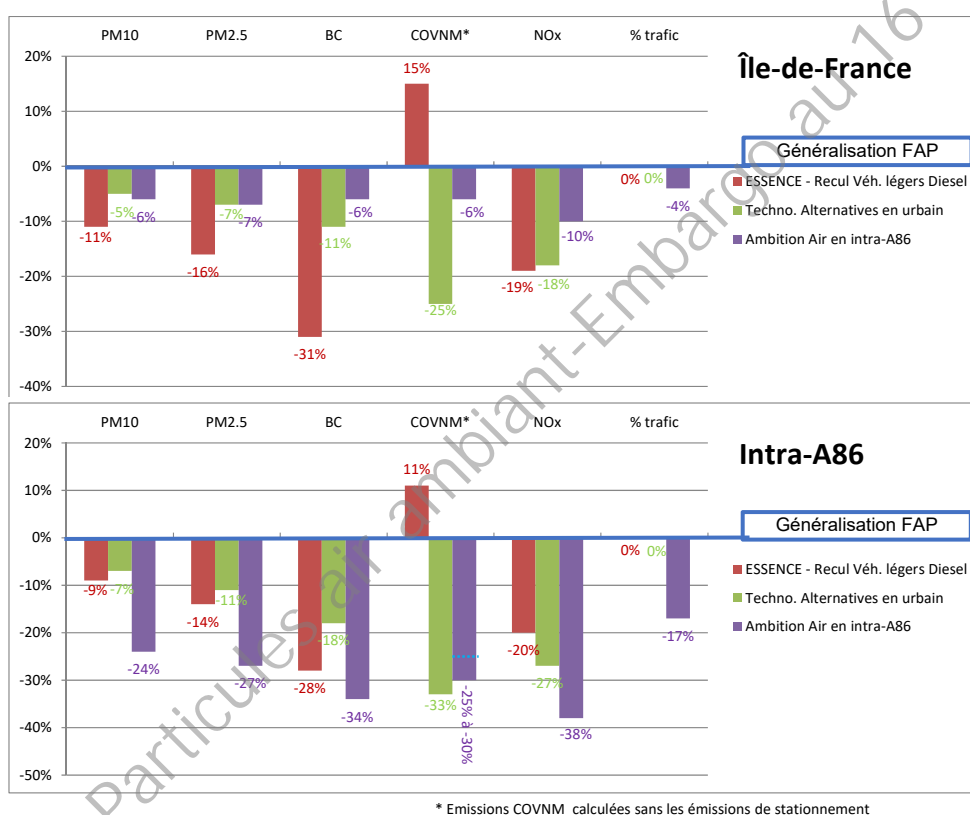 PM10 PM2.5 BC COVNM* NOx % trafic
Île-de-France
20%
10%
0%
-10%
-20%
-30%
-40%
15%
0% 0%
-5% -6% -7% -7% -6% -6% -4%
-11% -11% -10%
-16% -19% -18%
-25%
-31%
Généralisation FAP
ESSENCE - Recul Véh. légers Diesel
Techno. Alternatives en urbain
Ambition Air en intra-A86
PM10 PM2.5 BC COVNM* NOx % trafic
Intra-A86
20%
10%
0%
-10%
-20%
-30%
-40%
-50%
11%
0% 0%
-9% -7% -11%
-14% -18% -20% -17%
-24% -27% -28% -27%
-34% -33% -25% à -30% -38%
Généralisation FAP
ESSENCE - Recul Véh. légers Diesel
Techno. Alternatives en urbain
Ambition Air en intra-A86
* Emissions COVNM calculées sans les émissions de stationnement
Particules air ambiant-Embargo au 16